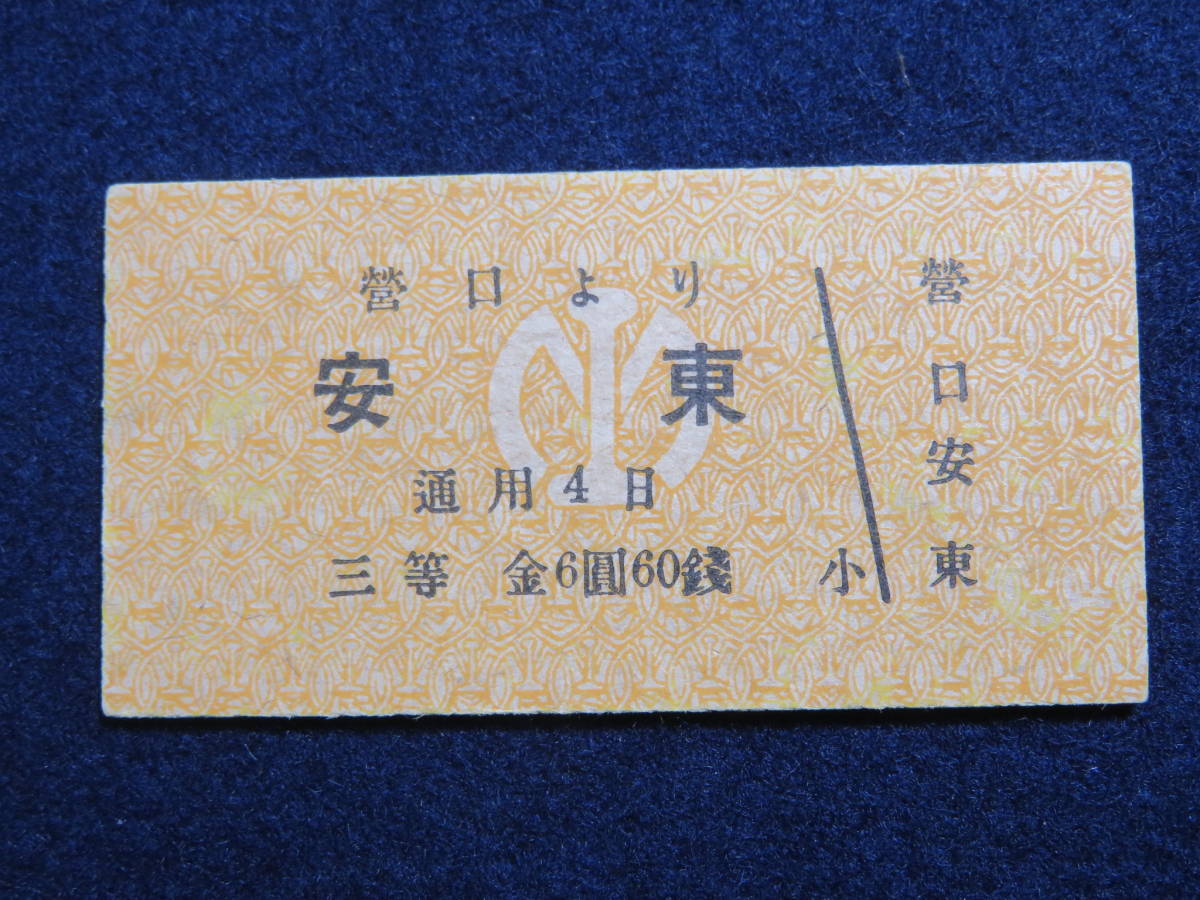 營口より
安東
通用4日
三等 金6圓60錢 小
營口安東